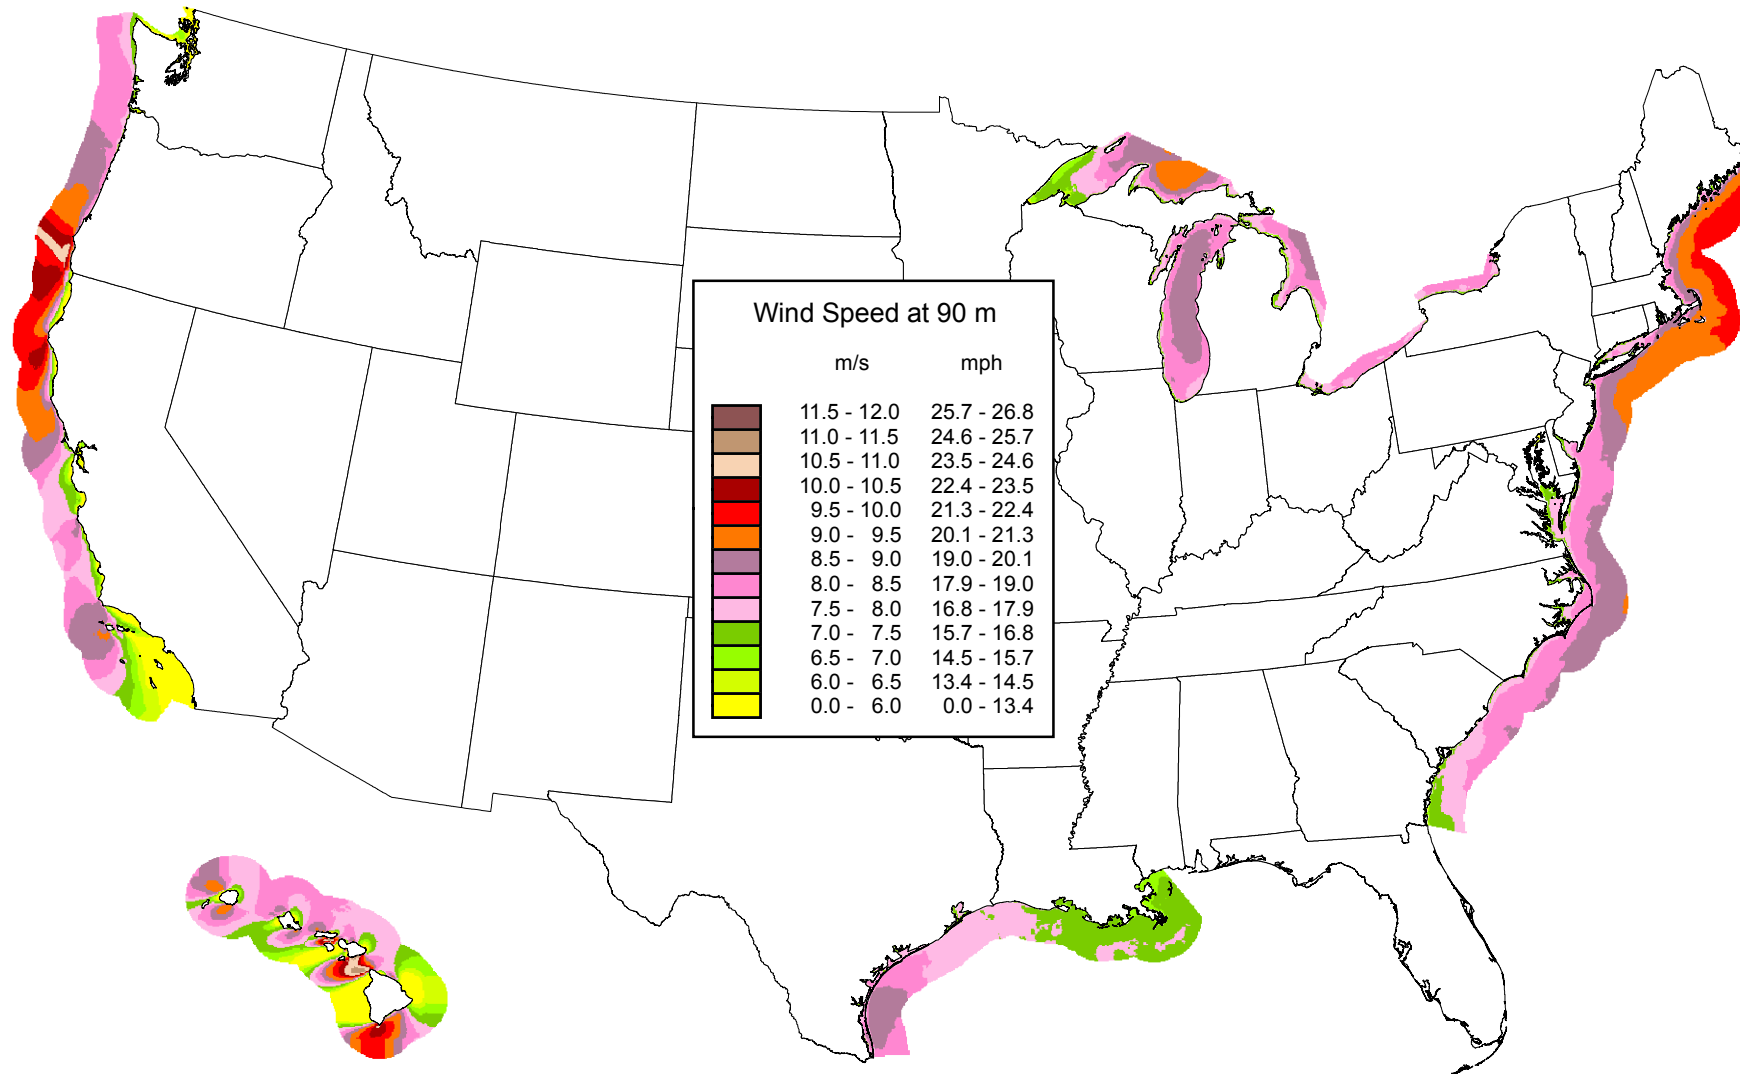 Wind Speed at 90 m
m/s mph
11.5 - 12.0 25.7 - 26.8
11.0 - 11.5 24.6 - 25.7
10.5 - 11.0 23.5 - 24.6
10.0 - 10.5 22.4 - 23.5
9.5 - 10.0 21.3 - 22.4
9.0 - 9.5 20.1 - 21.3
8.5 - 9.0 19.0 - 20.1
8.0 - 8.5 17.9 - 19.0
7.5 - 8.0 16.8 - 17.9
7.0 - 7.5 15.7 - 16.8
6.5 - 7.0 14.5 - 15.7
6.0 - 6.5 13.4 - 14.5
0.0 - 6.0 0.0 - 13.4